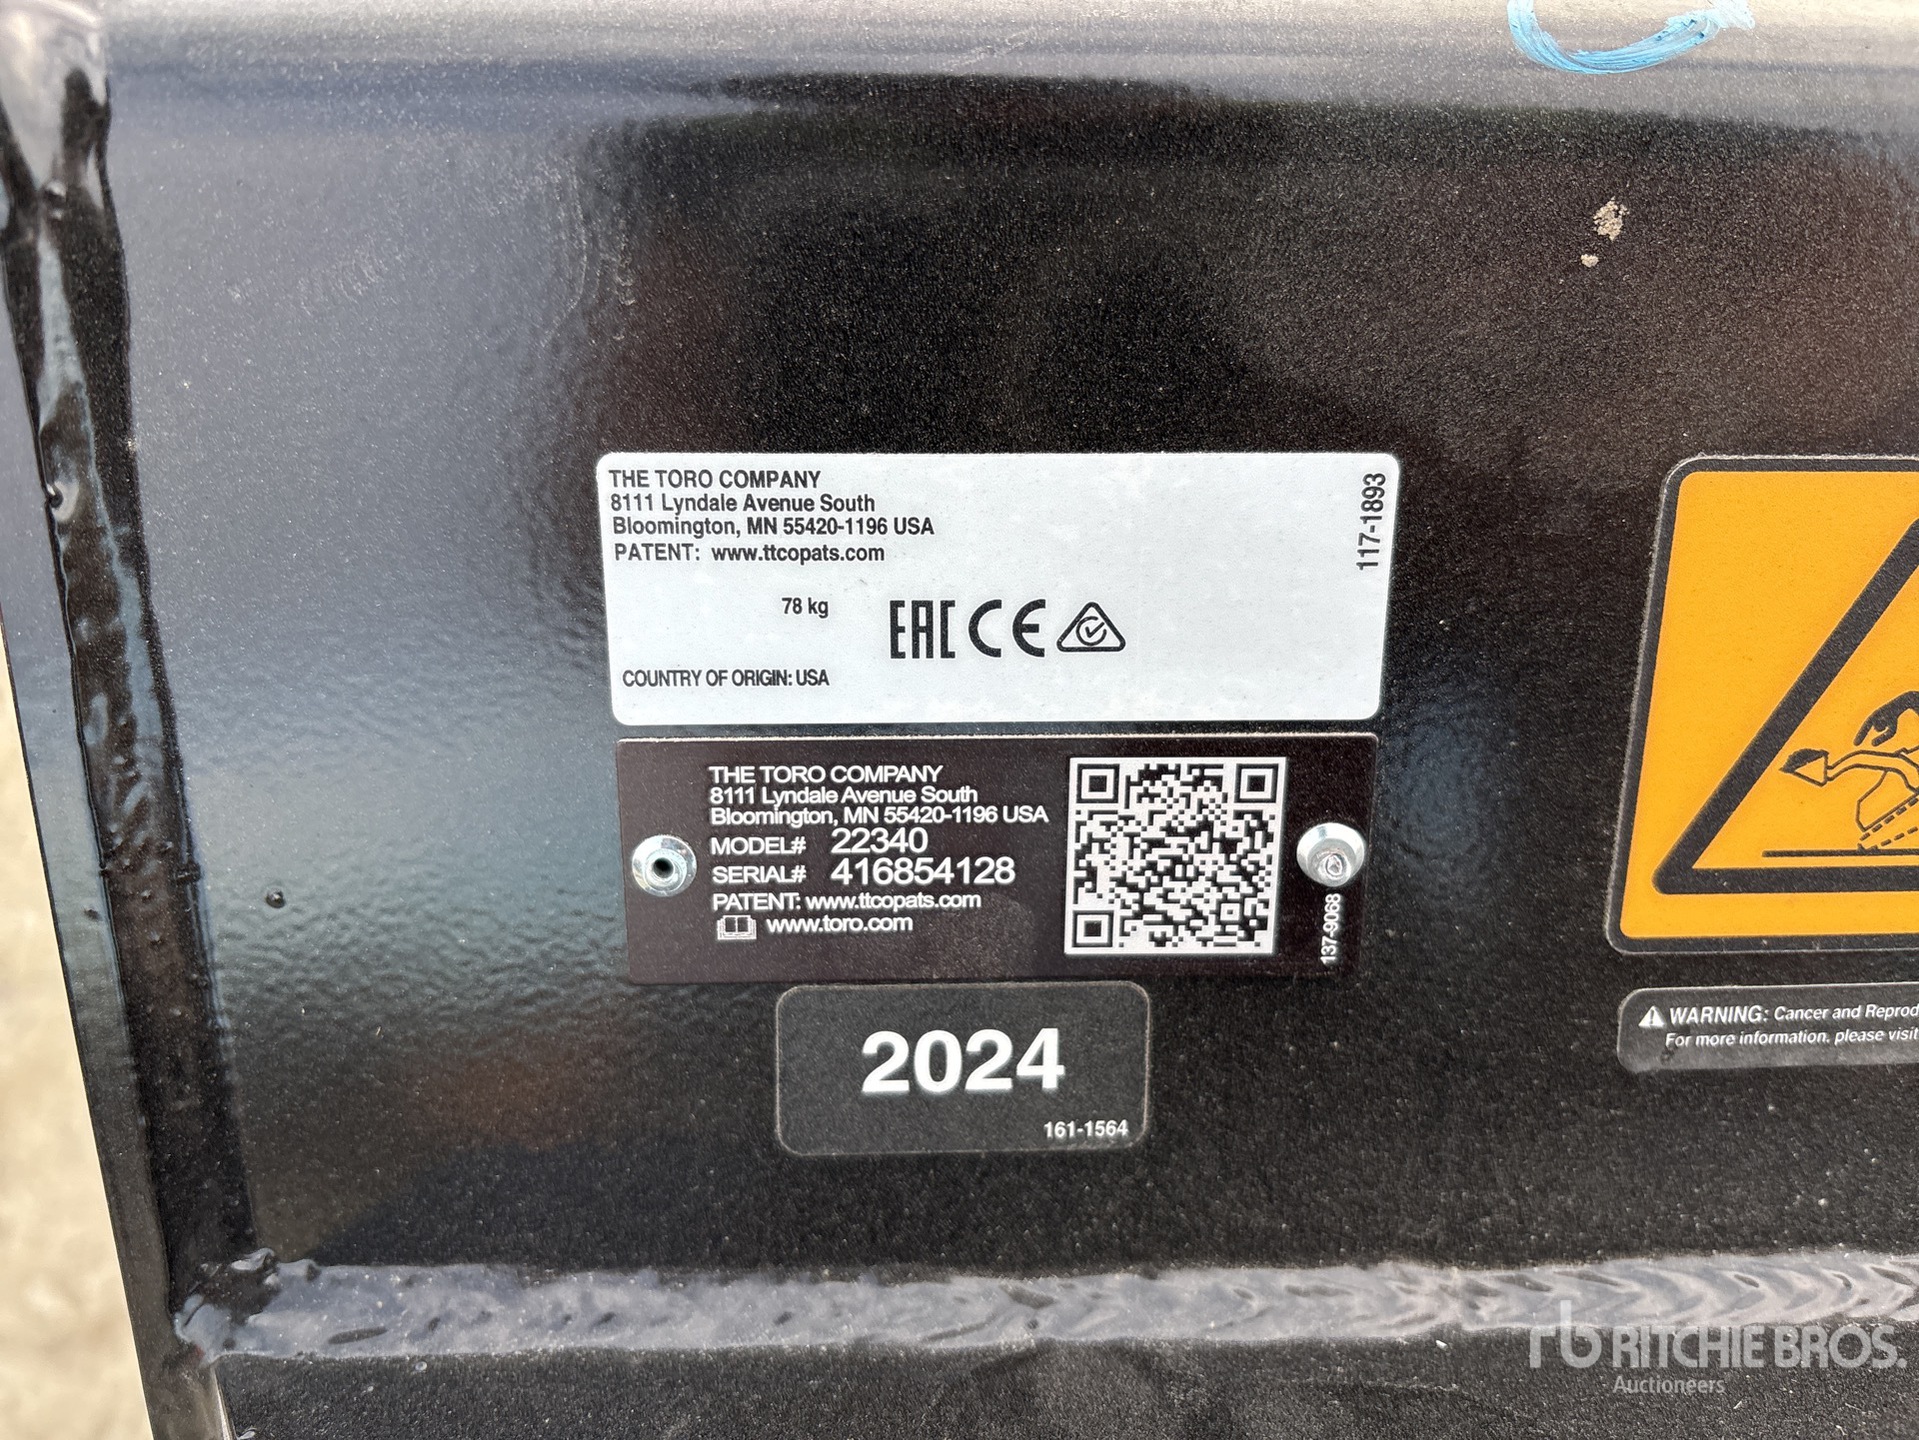 THE TORO COMPANY
8111 Lyndale Avenue South
Bloomington, MN 55420-1196 USA
PATENT: www.ttcopats.com
117-1893
78 kg
EAC CE
COUNTRY OF ORIGIN: USA
THE TORO COMPANY
8111 Lyndale Avenue South
Bloomington, MN 55420-1196 USA
MODEL# 22340
SERIAL# 416854128
PATENT: www.ttcopats.com
www.toro.com
137-9068
2024
161-1564
WARNING: Cancer and Reprod
For more information, please visit
rb RITCHIE BROS.
Auctioneers